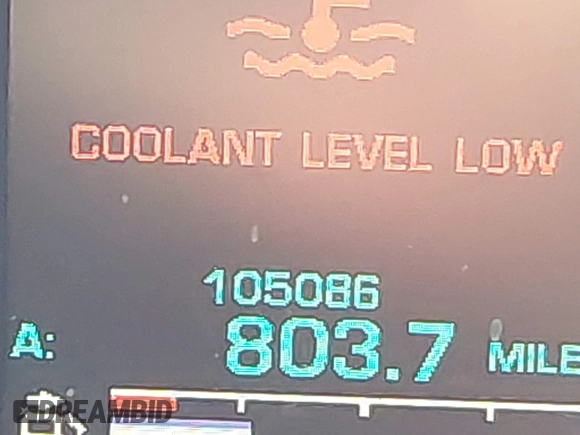 COOLANT LEVEL LOW
105086
A: 803.7 MILE
DREAMBID